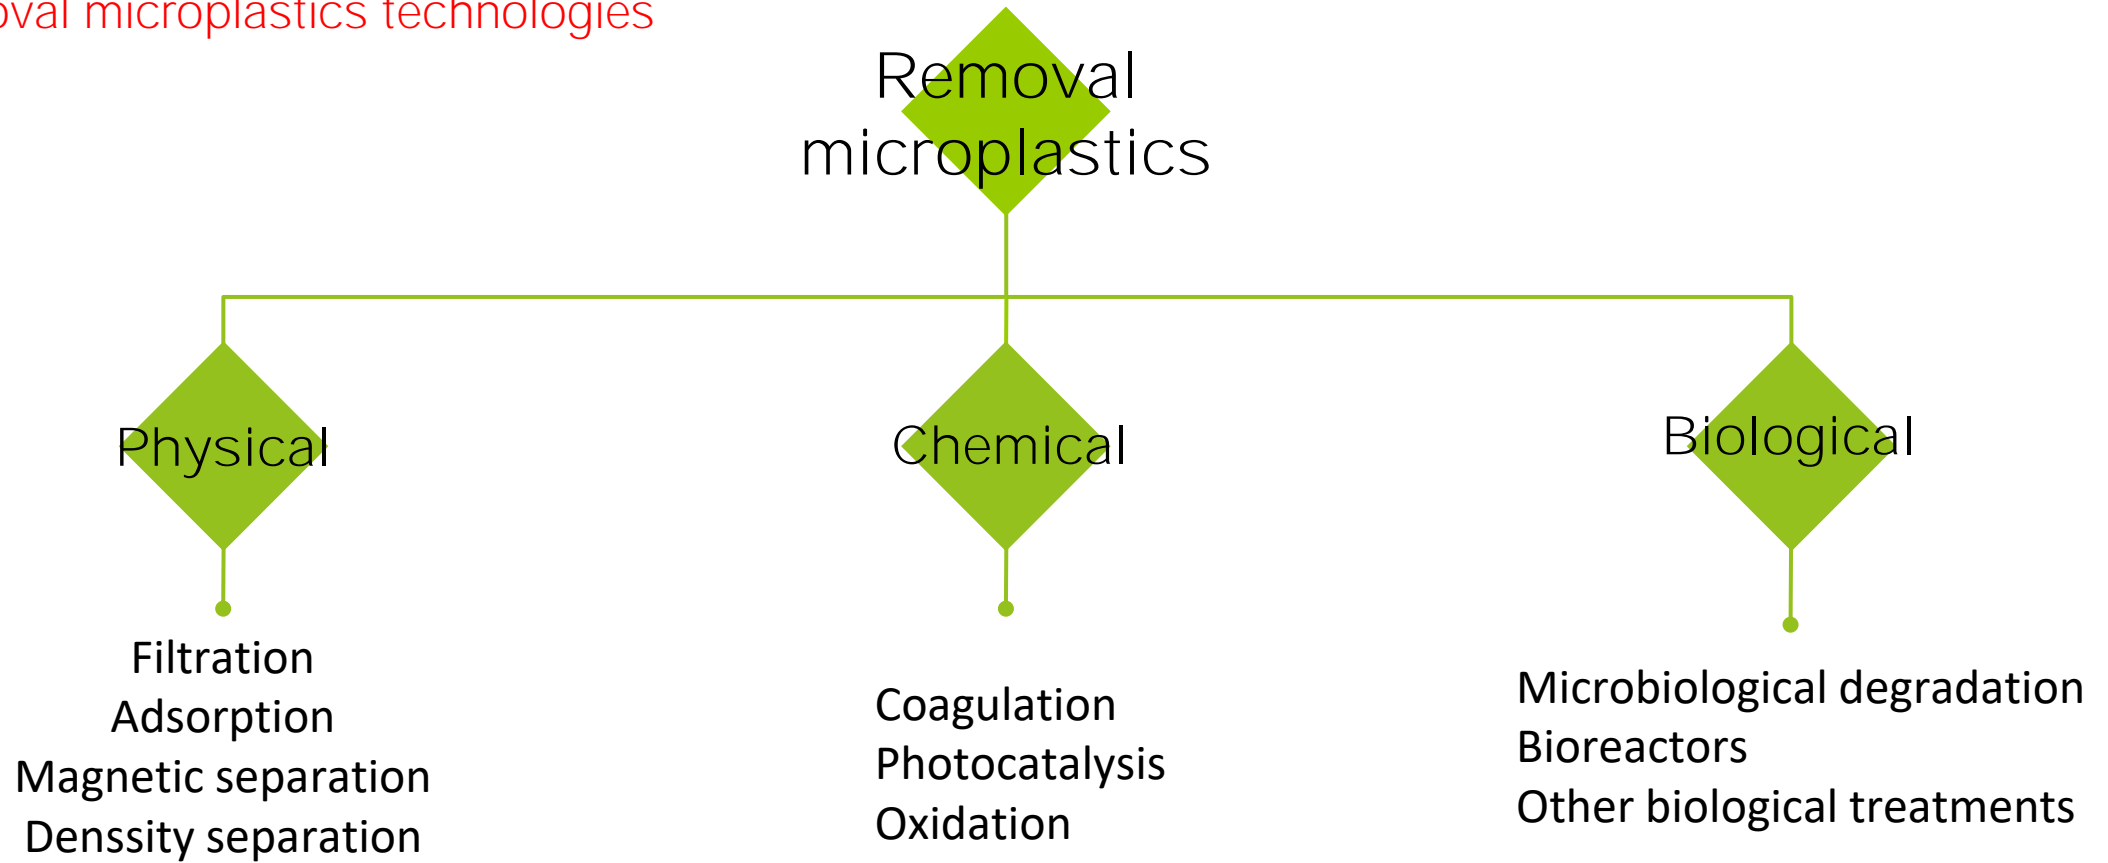 microplastics technologies
Removal
microplastics
Physical
Chemical
Biological
Filtration
Adsorption
Magnetic separation
Denssity separation
Coagulation
Photocatalysis
Oxidation
Microbiological degradation
Bioreactors
Other biological treatments